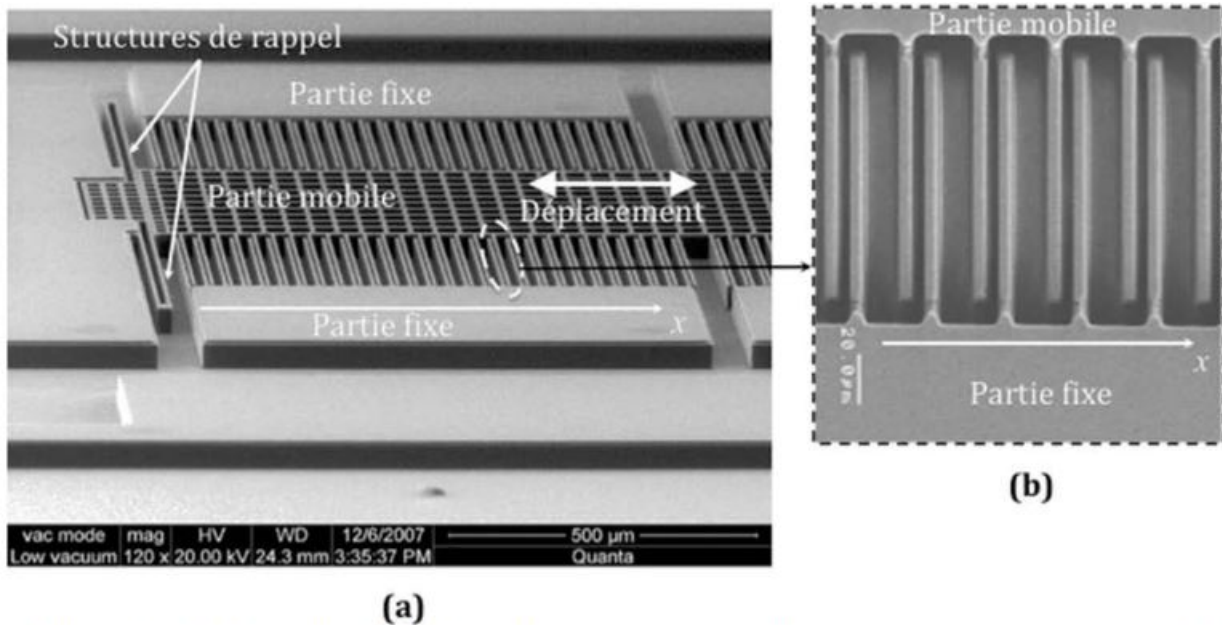 Structures de rappel
Partie fixe
Partie mobile
Déplacement
Partie fixe
x
vac mode mag HV WD 12/6/2007 500 µm
Low vacuum 120 x 20.00 kV 24.3 mm 3:35:37 PM Quanta
(a)
Partie mobile
20.0µm
x
Partie fixe
(b)